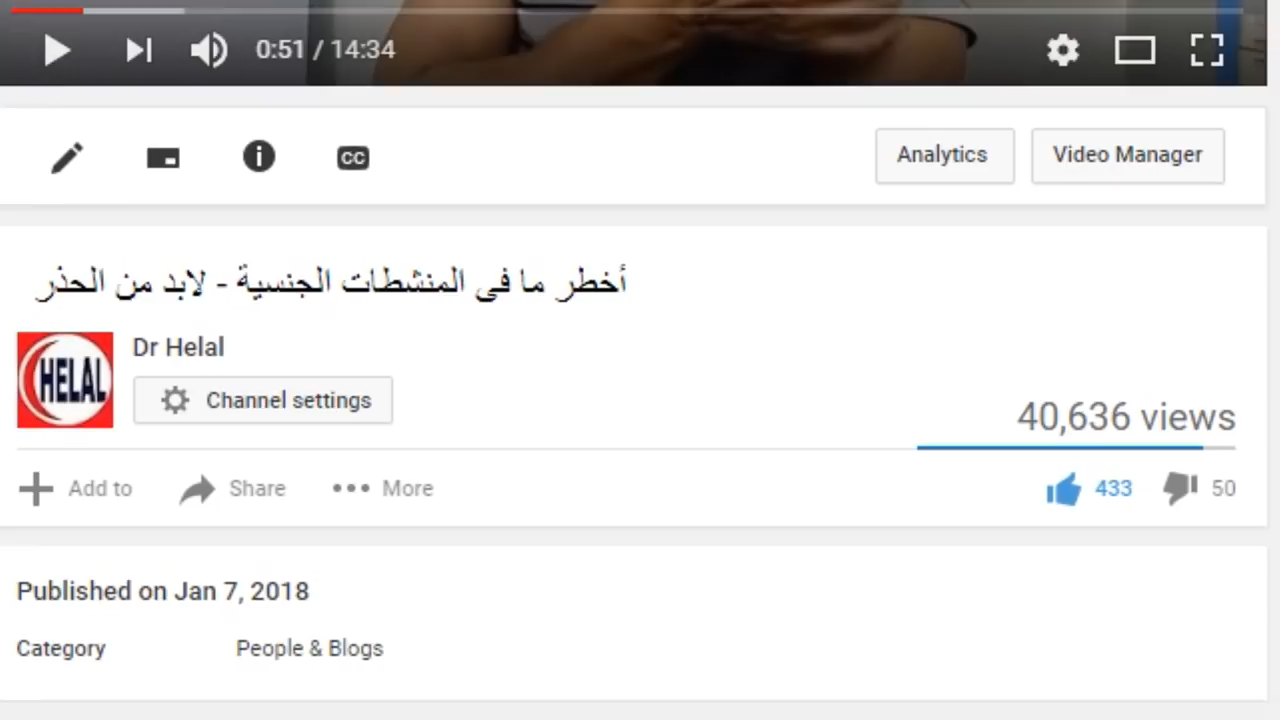 0:51 / 14:34
CC
Analytics
Video Manager
أخطر ما فى المنشطات الجنسية - لابد من الحذر
HELAL
Dr Helal
Channel settings
40,636 views
Add to
Share
More
433
50
Published on Jan 7, 2018
Category
People & Blogs